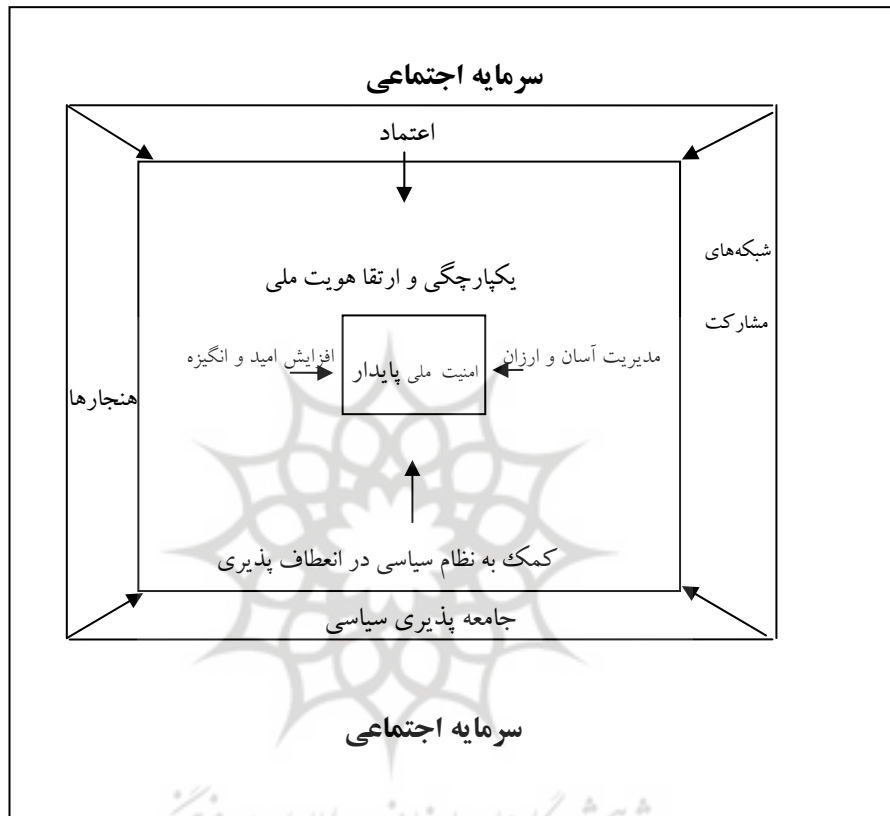 سرمایه اجتماعی
اعتماد
شبکه‌های
مشارکت
یکپارچگی و ارتقا هویت ملی
مدیریت آسان و ارزان
امنیت ملی پایدار
افزایش امید و انگیزه
هنجارها
کمک به نظام سیاسی در انعطاف پذیری
جامعه پذیری سیاسی
سرمایه اجتماعی